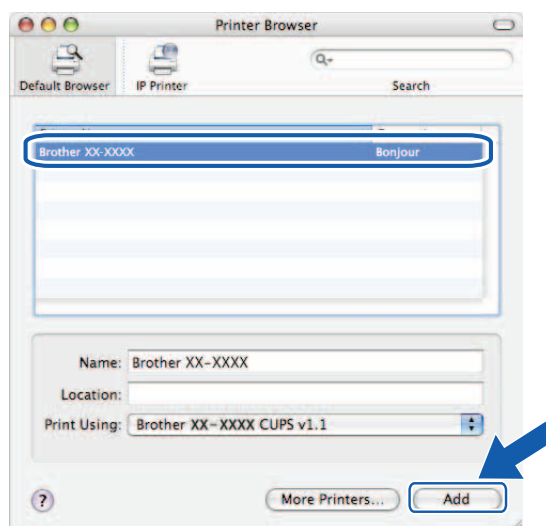 Printer Browser
Default Browser IP Printer Search
Brother XX-XXXX Bonjour
Name: Brother XX-XXXX
Location:
Print Using: Brother XX-XXXX CUPS v1.1
? More Printers... Add